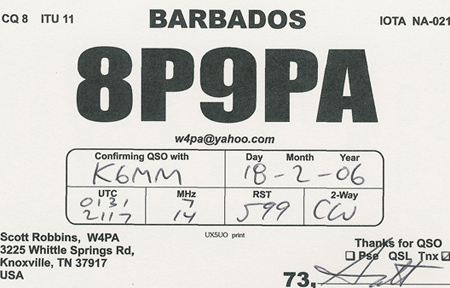 CQ 8 ITU 11 BARBADOS IOTA NA-021
8P9PA
w4pa@yahoo.com
Confirming QSO with Day Month Year
K6MM 18-2-06
UTC MHz RST 2-Way
0131 7 599 CW
2117 14
UX5UO print
Scott Robbins, W4PA
3225 Whittle Springs Rd,
Knoxville, TN 37917
USA
Thanks for QSO
☐ Pse QSL Tnx ☑
73, Scott